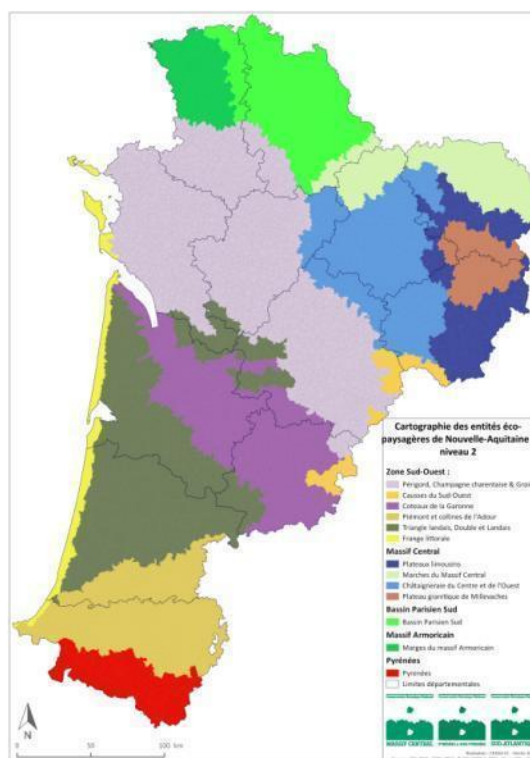 Cartographie des entités éco-
paysagères de Nouvelle-Aquitaine
niveau 2
Zone Sud-Ouest :
Périgord, Champagne charentaise &
Causses du Sud-Ouest
Coteaux de la Garonne
Piémont et collines de l'Adour
Triangle landais, Double et Landais
Frange littorale
Massif Central
Plateaux limousins
Marches du Massif Central
Châtaigneraie du Centre et de l'Ouest
Plateau granitique de Millevaches
Bassin Parisien Sud
Bassin Parisien Sud
Massif Armoricain
Marges du massif Armoricain
Pyrénées
Pyrénées
Limites départementales
N
0 50 100 km
MASSIF CENTRAL
SUD-ATLANTIQUE